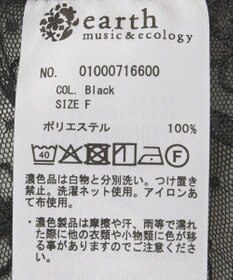 earth
music&ecology
NO. 01000716600
COL. Black
SIZE F
ポリエステル 100%
40 F
濃色品は白物と分別洗い。つけ置き
禁止。洗濯ネット使用。アイロンあ
て布使用。
・濃色製品は摩擦や汗、雨等で濡れ
た際に他の衣類や小物類に色が移
る事が御座いますのでご注意くださ
い。